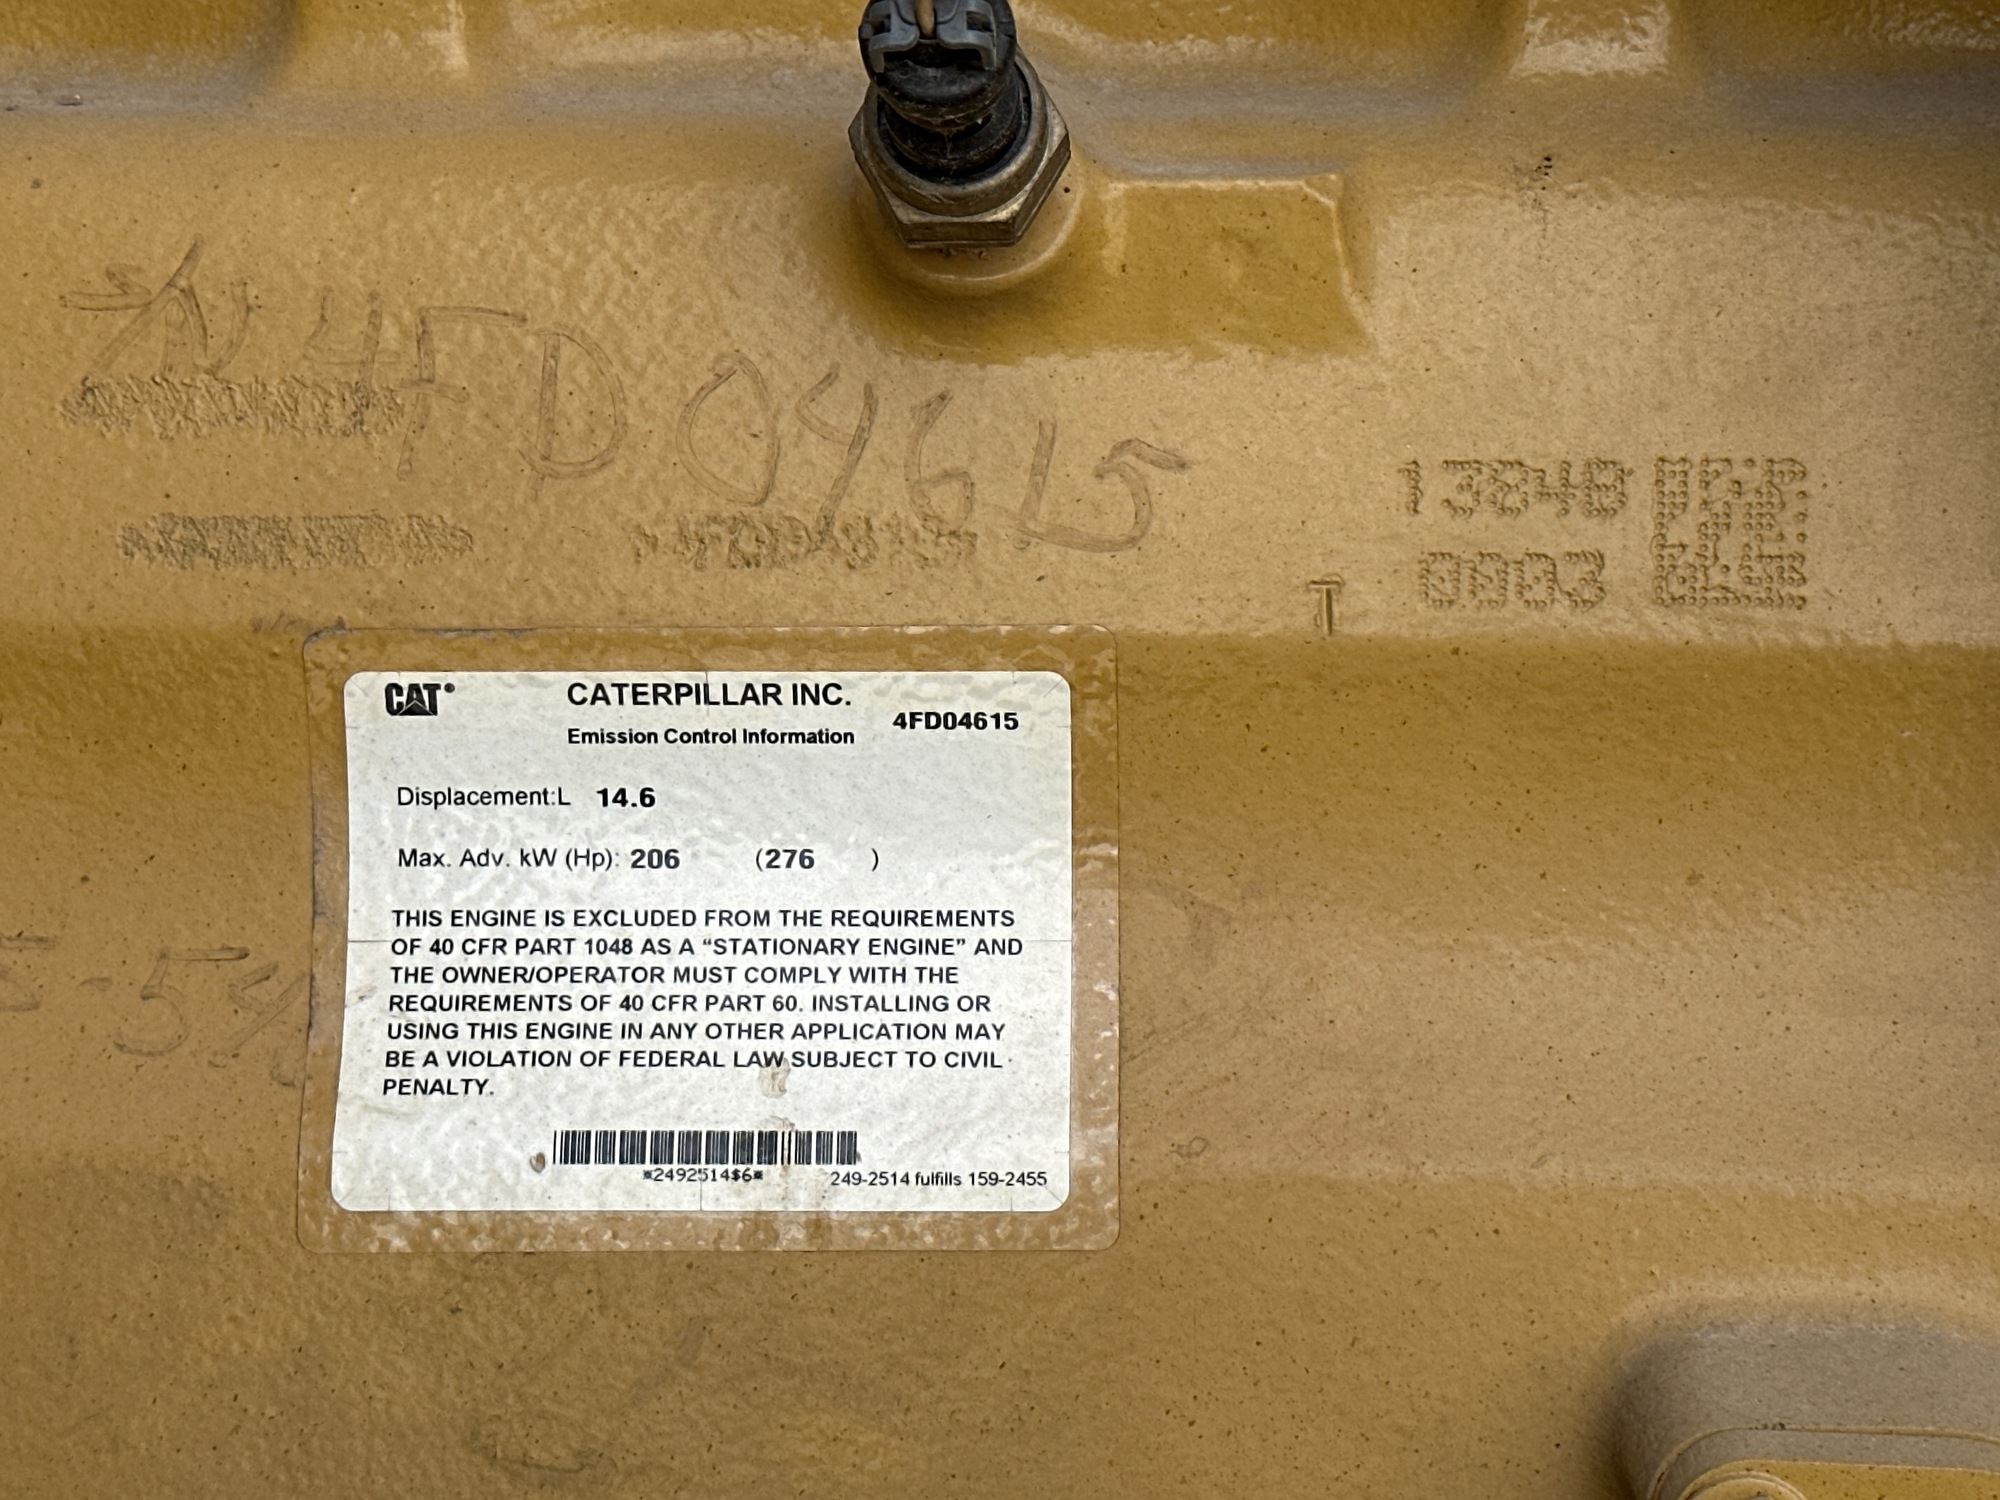 4FD 04615
0003
T
CAT®
CATERPILLAR INC.
Emission Control Information
4FD04615
Displacement:L 14.6
Max. Adv. kW (Hp): 206 (276 )
THIS ENGINE IS EXCLUDED FROM THE REQUIREMENTS
OF 40 CFR PART 1048 AS A “STATIONARY ENGINE” AND
THE OWNER/OPERATOR MUST COMPLY WITH THE
REQUIREMENTS OF 40 CFR PART 60. INSTALLING OR
USING THIS ENGINE IN ANY OTHER APPLICATION MAY
BE A VIOLATION OF FEDERAL LAW SUBJECT TO CIVIL
PENALTY.
*2492514$6*
249-2514 fulfills 159-2455